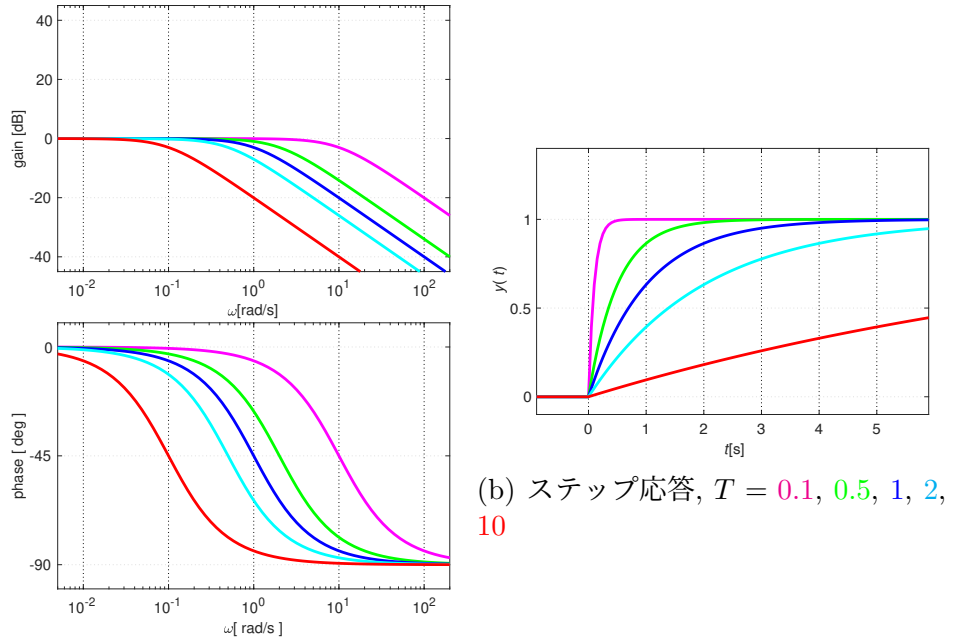 40
20
0
-20
-40
gain [dB]
10^-2 10^-1 10^0 10^1 10^2
ω[rad/s]
0
-45
-90
phase [ deg ]
10^-2 10^-1 10^0 10^1 10^2
ω[ rad/s ]
1
0.5
0
y( t)
0 1 2 3 4 5
t[s]
(b) ステップ応答, T = 0.1, 0.5, 1, 2,
10